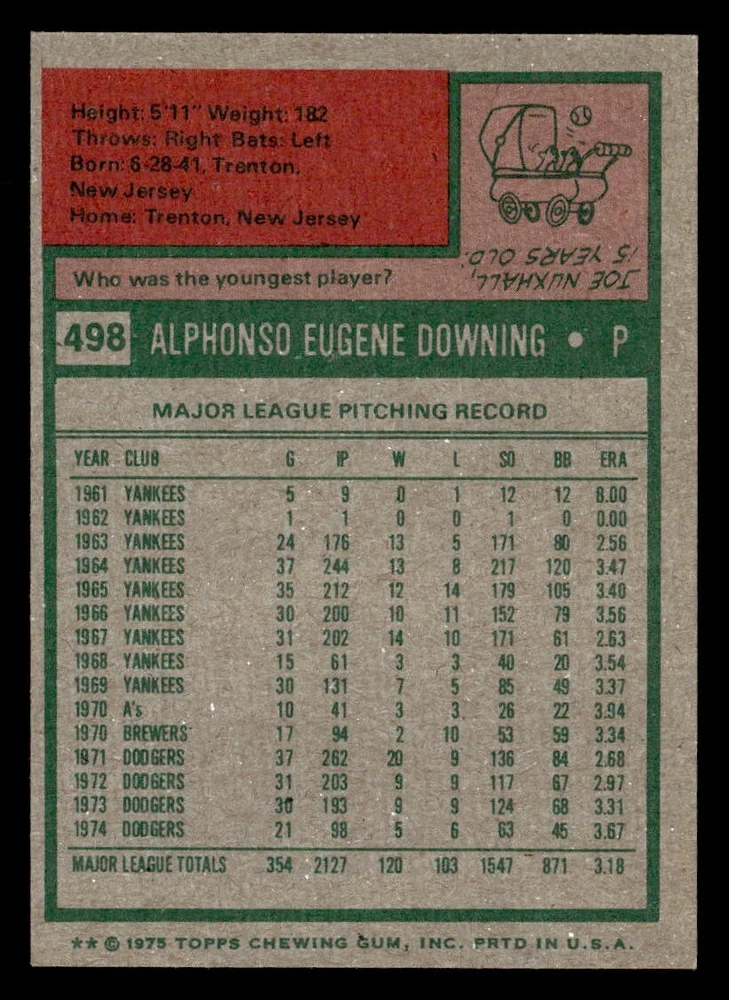 Height: 5'11" Weight: 182
Throws: Right Bats: Left
Born: 6-28-41, Trenton,
New Jersey
Home: Trenton, New Jersey
Who was the youngest player?
JOE NUXHALL,
15 YEARS OLD.
498 ALPHONSO EUGENE DOWNING • P
MAJOR LEAGUE PITCHING RECORD
YEAR CLUB G IP W L SO BB ERA
1961 YANKEES 5 9 0 1 12 12 8.00
1962 YANKEES 1 1 0 0 1 0 0.00
1963 YANKEES 24 176 13 5 171 80 2.56
1964 YANKEES 37 244 13 8 217 120 3.47
1965 YANKEES 35 212 12 14 179 105 3.40
1966 YANKEES 30 200 10 11 152 79 3.56
1967 YANKEES 31 202 14 10 171 61 2.63
1968 YANKEES 15 61 3 3 40 20 3.54
1969 YANKEES 30 131 7 5 85 49 3.37
1970 A's 10 41 3 3 26 22 3.94
1970 BREWERS 17 94 2 10 53 59 3.34
1971 DODGERS 37 262 20 9 136 84 2.68
1972 DODGERS 31 203 9 9 117 67 2.97
1973 DODGERS 30 193 9 9 124 68 3.31
1974 DODGERS 21 98 5 6 63 45 3.67
MAJOR LEAGUE TOTALS 354 2127 120 103 1547 871 3.18
** © 1975 TOPPS CHEWING GUM, INC. PRTD IN U.S.A.